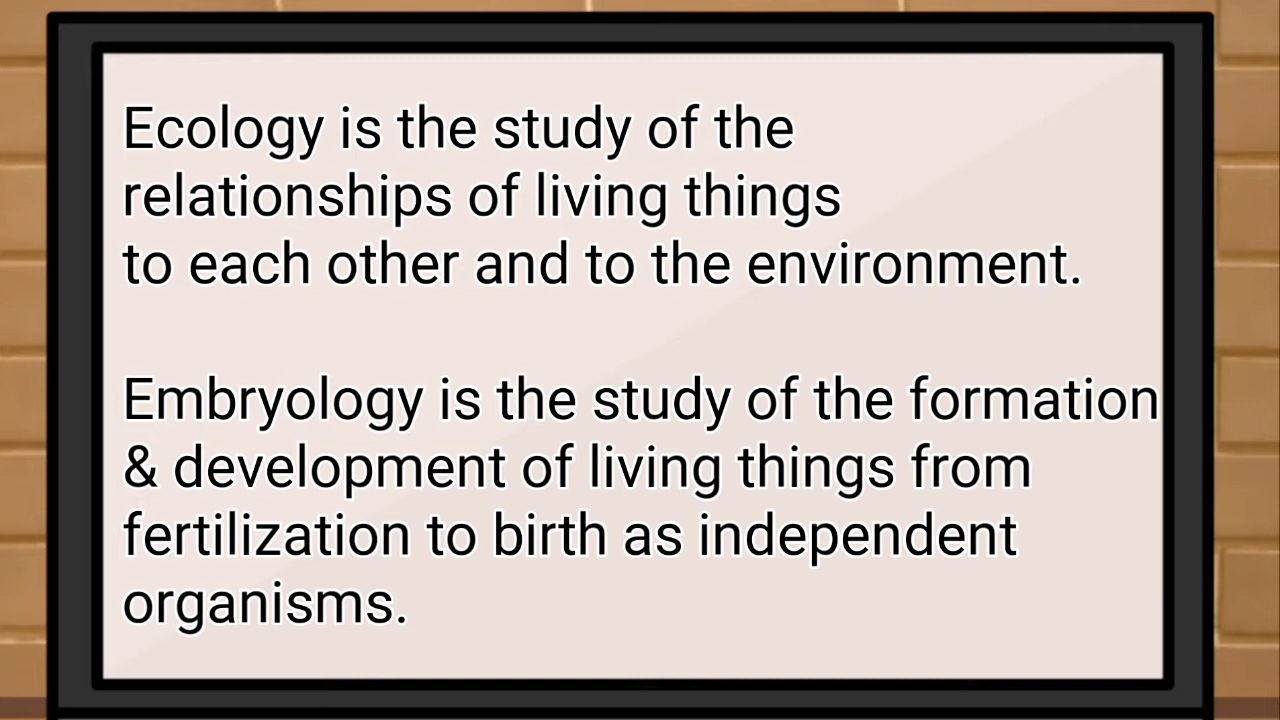 Ecology is the study of the
relationships of living things
to each other and to the environment.
Embryology is the study of the formation
& development of living things from
fertilization to birth as independent
organisms.